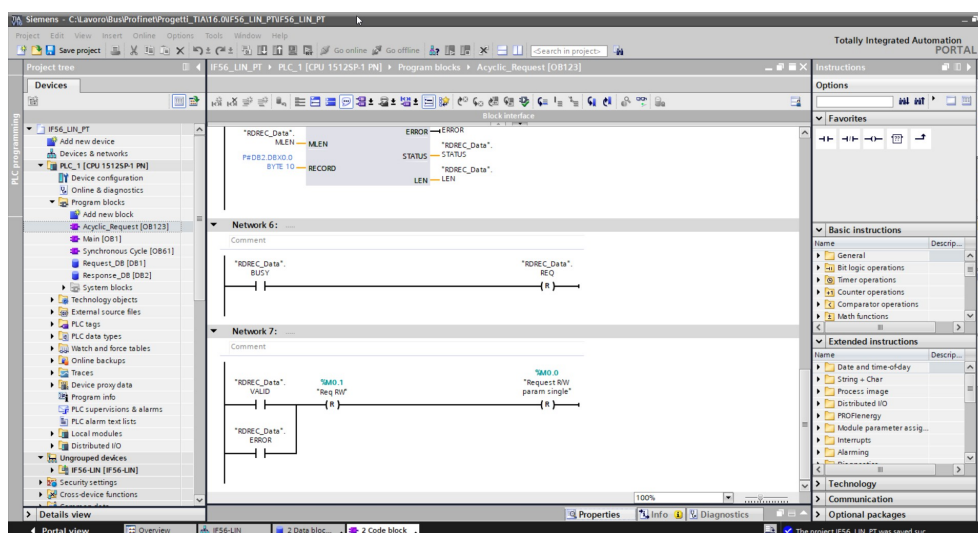 Siemens - C:\Lavoro\Bus\Profinet\Progetti_TIA\16.0\IF56_LIN_PT\IF56_LIN_PT
Project Edit View Insert Online Options Tools Window Help
Totally Integrated Automation
PORTAL
Save project
Go online
Go offline
<Search in project>
Project tree
IF56_LIN_PT
PLC_1 [CPU 1512SP-1 PN]
Program blocks
Acyclic_Request [OB123]
Instructions
Devices
Options
Block interface
PLC programming
IF56_LIN_PT
Add new device
Devices & networks
PLC_1 [CPU 1512SP-1 PN]
Device configuration
Online & diagnostics
Program blocks
Add new block
Acyclic_Request [OB123]
Main [OB1]
Synchronous Cycle [OB61]
Request_DB [DB1]
Response_DB [DB2]
System blocks
Technology objects
External source files
PLC tags
PLC data types
Watch and force tables
Online backups
Traces
Device proxy data
Program info
PLC supervisions & alarms
PLC alarm text lists
Local modules
Distributed I/O
Ungrouped devices
IF56-LIN [IF56-LIN]
Security settings
Cross-device functions
Details view
"RDREC_Data".
MLEN
MLEN
P#DB2.DBX0.0
BYTE 10
RECORD
ERROR
ERROR
"RDREC_Data".
STATUS
STATUS
"RDREC_Data".
LEN
LEN
Network 6:
Comment
"RDREC_Data".
BUSY
"RDREC_Data".
REQ
R
Network 7:
Comment
"RDREC_Data".
VALID
%M0.1
"Req RW"
R
%M0.0
"Request R/W
param single"
R
"RDREC_Data".
ERROR
100%
Properties
Info
Diagnostics
Favorites
Basic instructions
Name Descrip...
General
Bit logic operations
Timer operations
Counter operations
Comparator operations
Math functions
Extended instructions
Name Descrip...
Date and time-of-day
String + Char
Process image
Distributed I/O
PROFIenergy
Module parameter assig...
Interrupts
Alarming
Technology
Communication
Optional packages
Portal view
Overview
IF56-LIN
2 Data bloc...
2 Code block
The project IF56_LIN_PT was saved suc...